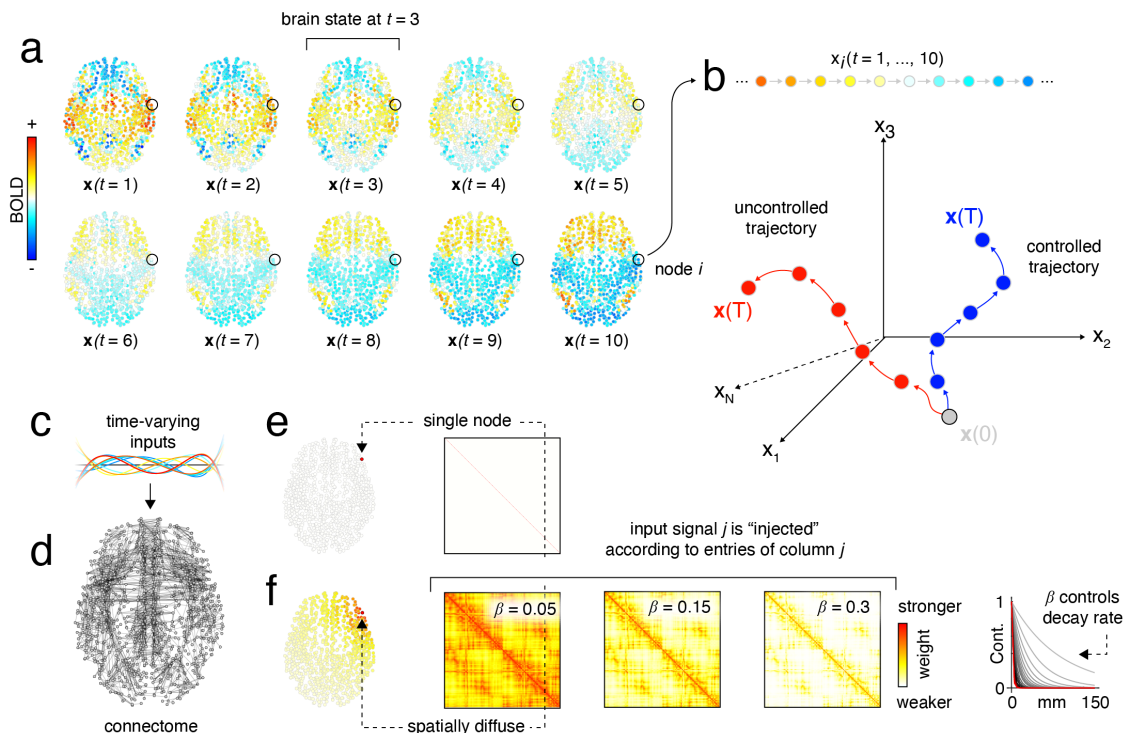 brain state at t = 3
a
+
BOLD
-
x(t = 1)
x(t = 2)
x(t = 3)
x(t = 4)
x(t = 5)
x(t = 6)
x(t = 7)
x(t = 8)
x(t = 9)
x(t = 10)
node i
b
xi(t = 1, ..., 10)
... ...
x3
uncontrolled
trajectory
x(T)
x(T)
controlled
trajectory
x2
xN
x1
x(0)
c
time-varying
inputs
d
connectome
e
single node
input signal j is “injected”
according to entries of column j
f
β = 0.05
β = 0.15
β = 0.3
spatially diffuse
stronger
weight
weaker
β controls
decay rate
1
Cont.
0
0 mm 150